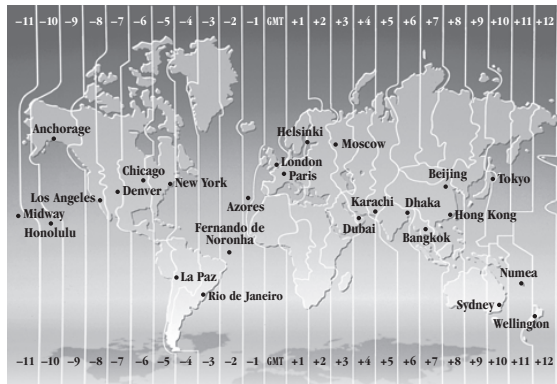 −11 −10 −9 −8 −7 −6 −5 −4 −3 −2 −1 GMT +1 +2 +3 +4 +5 +6 +7 +8 +9 +10 +11 +12
Helsinki
Anchorage
Moscow
London
Chicago
Paris
Beijing
Tokyo
New York
Denver
Los Angeles
Azores
Karachi
Dhaka
Midway
Hong Kong
Honolulu
Fernando de
Noronha
Dubai
Bangkok
La Paz
Numea
Rio de Janeiro
Sydney
Wellington
−11 −10 −9 −8 −7 −6 −5 −4 −3 −2 −1 GMT +1 +2 +3 +4 +5 +6 +7 +8 +9 +10 +11 +12